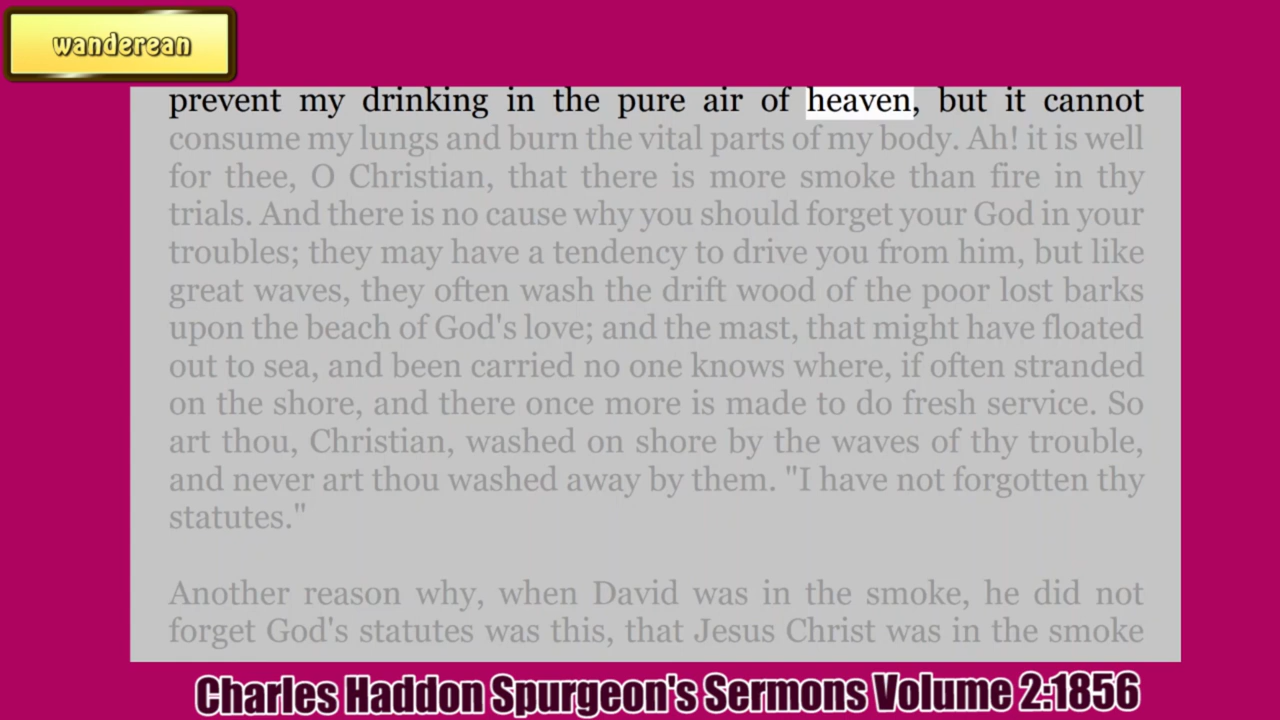 wanderean
prevent my drinking in the pure air of heaven, but it cannot
consume my lungs and burn the vital parts of my body. Ah! it is well
for thee, O Christian, that there is more smoke than fire in thy
trials. And there is no cause why you should forget your God in your
troubles; they may have a tendency to drive you from him, but like
great waves, they often wash the drift wood of the poor lost barks
upon the beach of God's love; and the mast, that might have floated
out to sea, and been carried no one knows where, if often stranded
on the shore, and there once more is made to do fresh service. So
art thou, Christian, washed on shore by the waves of thy trouble,
and never art thou washed away by them. "I have not forgotten thy
statutes."
Another reason why, when David was in the smoke, he did not
forget God's statutes was this, that Jesus Christ was in the smoke
Charles Haddon Spurgeon's Sermons Volume 2:1856